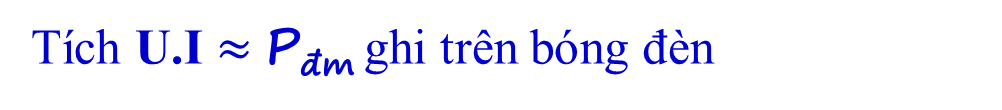 Tích U.I ≈ Pđm ghi trên bóng đèn